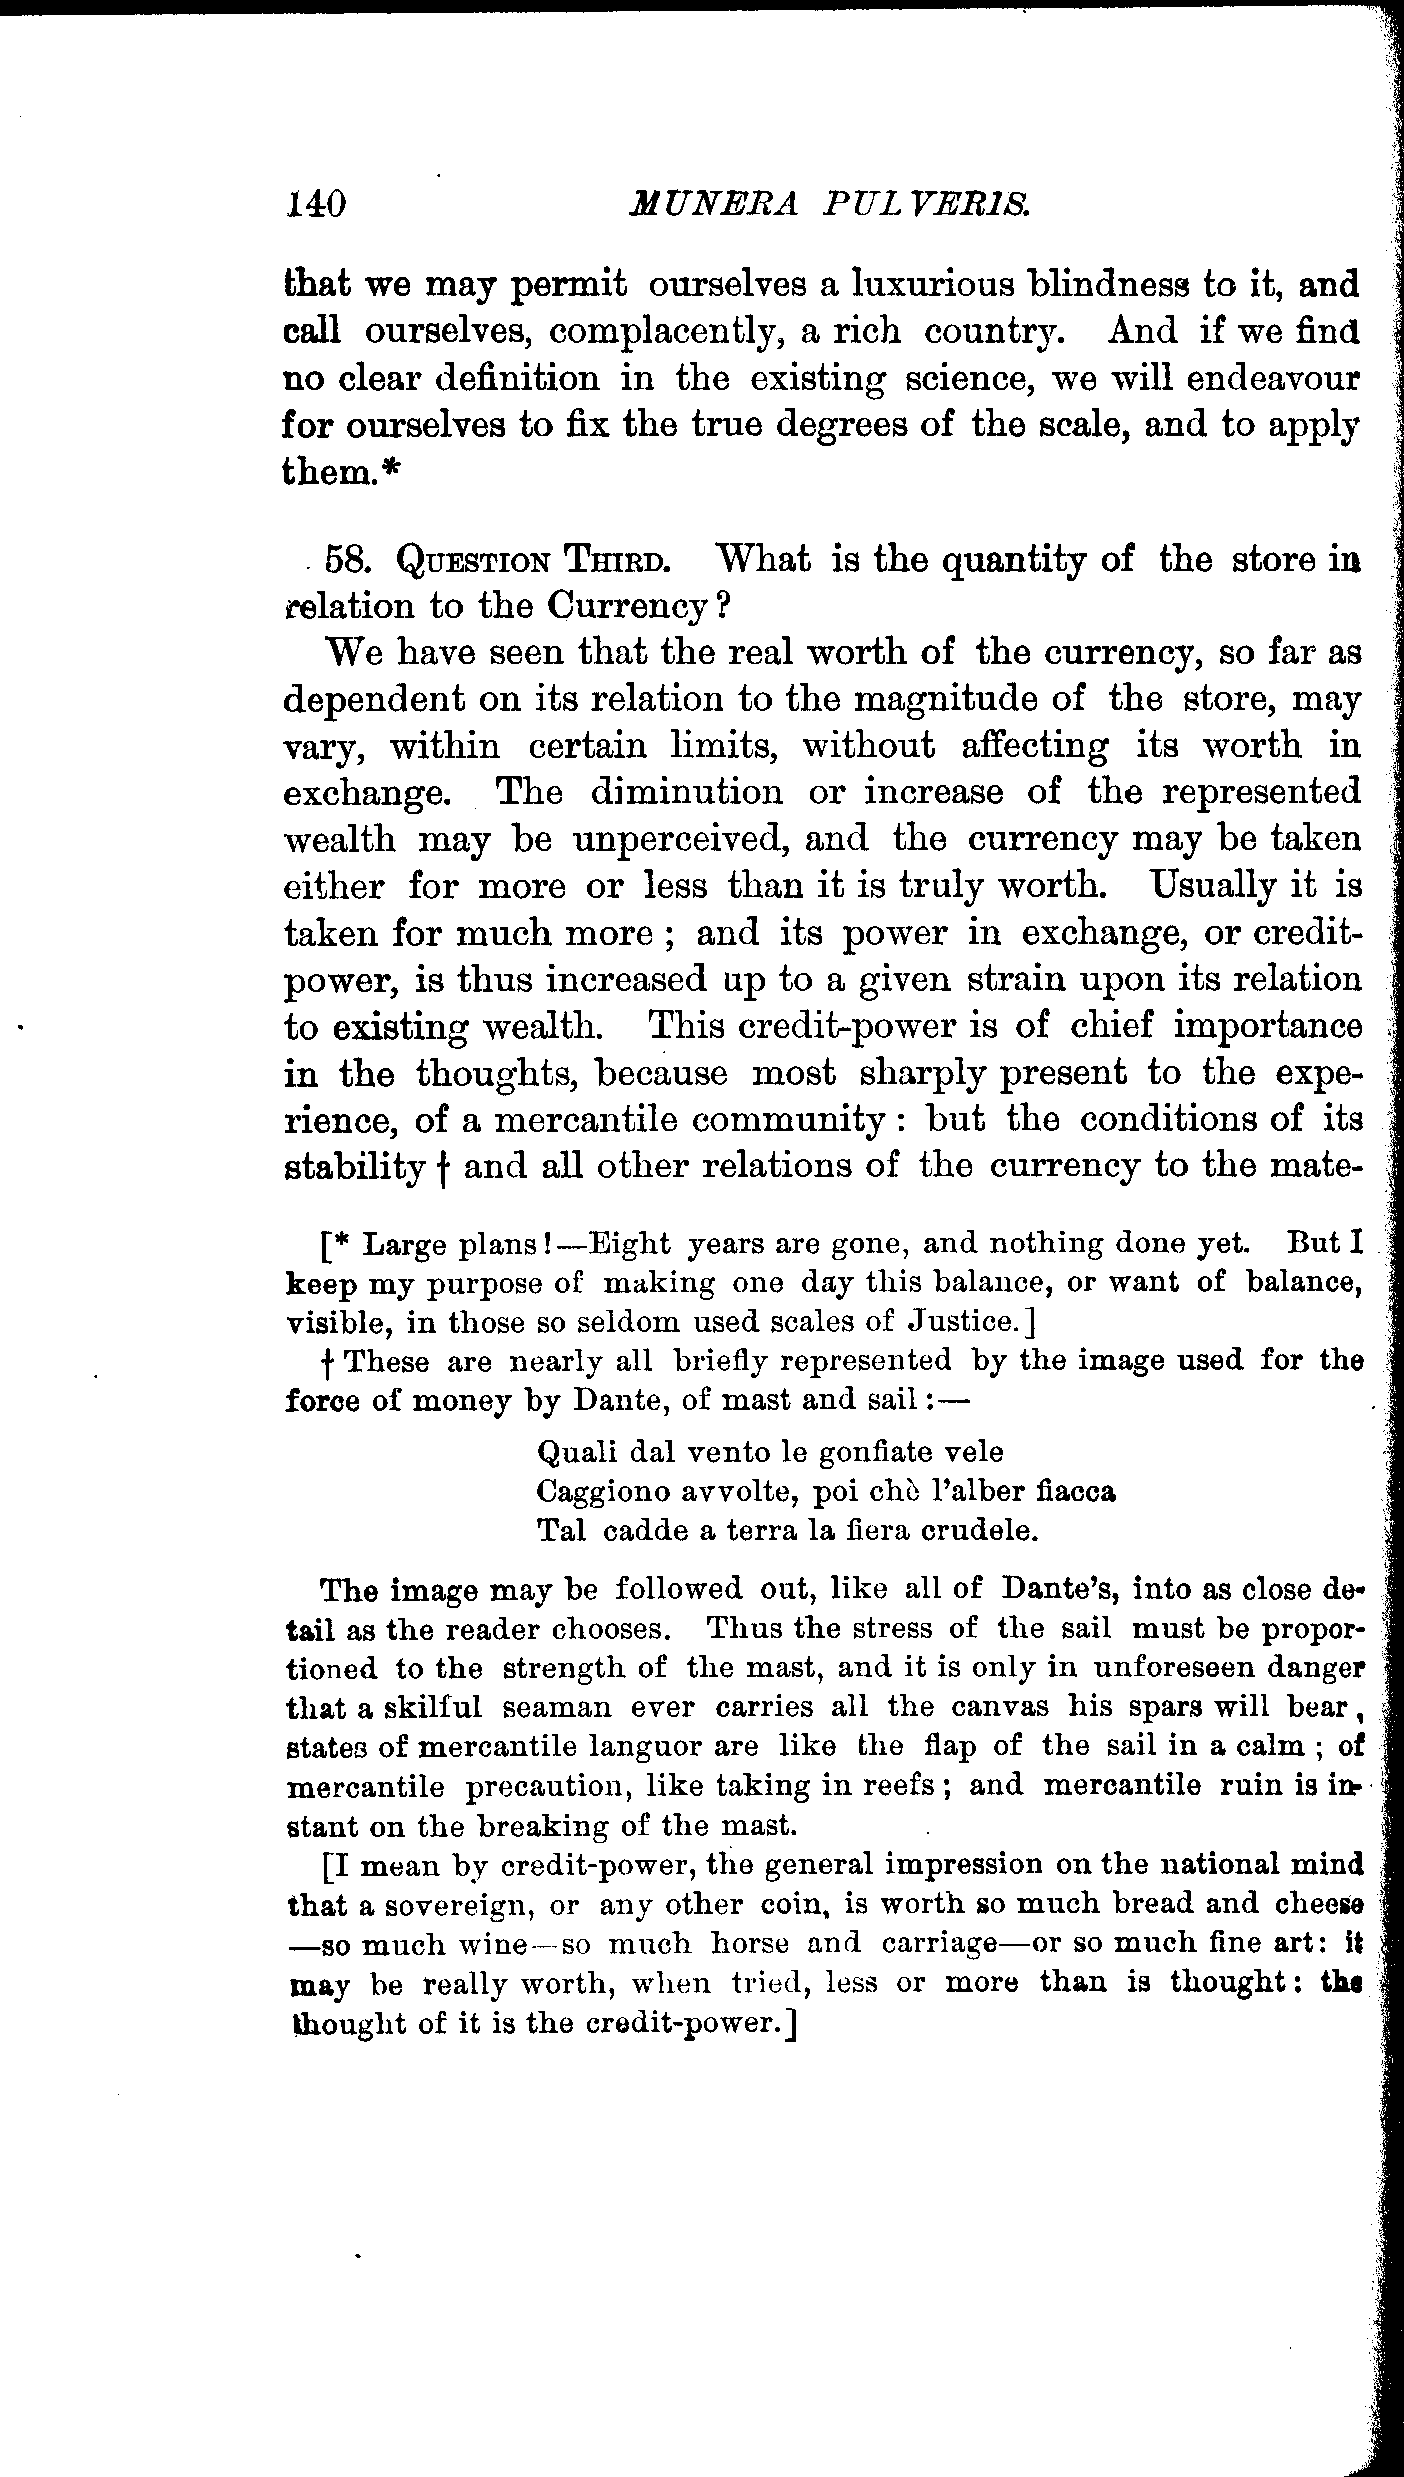 140 MUNERA PULVERIS.
that we may permit ourselves a luxurious blindness to it, and
call ourselves, complacently, a rich country. And if we find
no clear definition in the existing science, we will endeavour
for ourselves to fix the true degrees of the scale, and to apply
them.*
58. QUESTION THIRD. What is the quantity of the store in
relation to the Currency?
We have seen that the real worth of the currency, so far as
dependent on its relation to the magnitude of the store, may
vary, within certain limits, without affecting its worth in
exchange. The diminution or increase of the represented
wealth may be unperceived, and the currency may be taken
either for more or less than it is truly worth. Usually it is
taken for much more; and its power in exchange, or credit-
power, is thus increased up to a given strain upon its relation
to existing wealth. This credit-power is of chief importance
in the thoughts, because most sharply present to the expe-
rience, of a mercantile community: but the conditions of its
stability † and all other relations of the currency to the mate-
[* Large plans!—Eight years are gone, and nothing done yet. But I
keep my purpose of making one day this balance, or want of balance,
visible, in those so seldom used scales of Justice.]
† These are nearly all briefly represented by the image used for the
force of money by Dante, of mast and sail:—
Quali dal vento le gonfiate vele
Caggiono avvolte, poi chè l'alber fiacca
Tal cadde a terra la fiera crudele.
The image may be followed out, like all of Dante's, into as close de-
tail as the reader chooses. Thus the stress of the sail must be propor-
tioned to the strength of the mast, and it is only in unforeseen danger
that a skilful seaman ever carries all the canvas his spars will bear,
states of mercantile languor are like the flap of the sail in a calm; of
mercantile precaution, like taking in reefs; and mercantile ruin is in-
stant on the breaking of the mast.
[I mean by credit-power, the general impression on the national mind
that a sovereign, or any other coin, is worth so much bread and cheese
—so much wine—so much horse and carriage—or so much fine art: it
may be really worth, when tried, less or more than is thought: the
thought of it is the credit-power.]